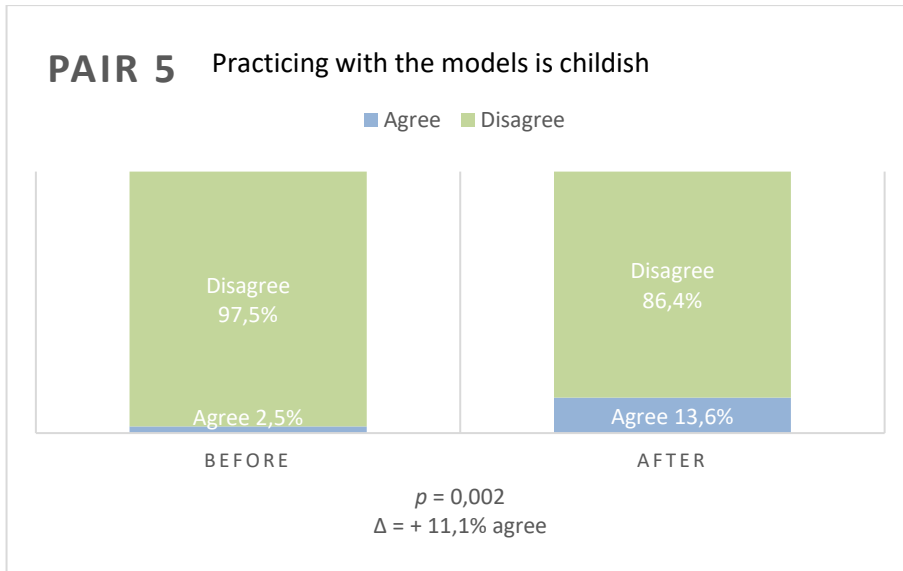 PAIR 5 Practicing with the models is childish
Agree Disagree
Disagree
97,5%
Agree 2,5%
Disagree
86,4%
Agree 13,6%
BEFORE
AFTER
p = 0,002
Δ = + 11,1% agree